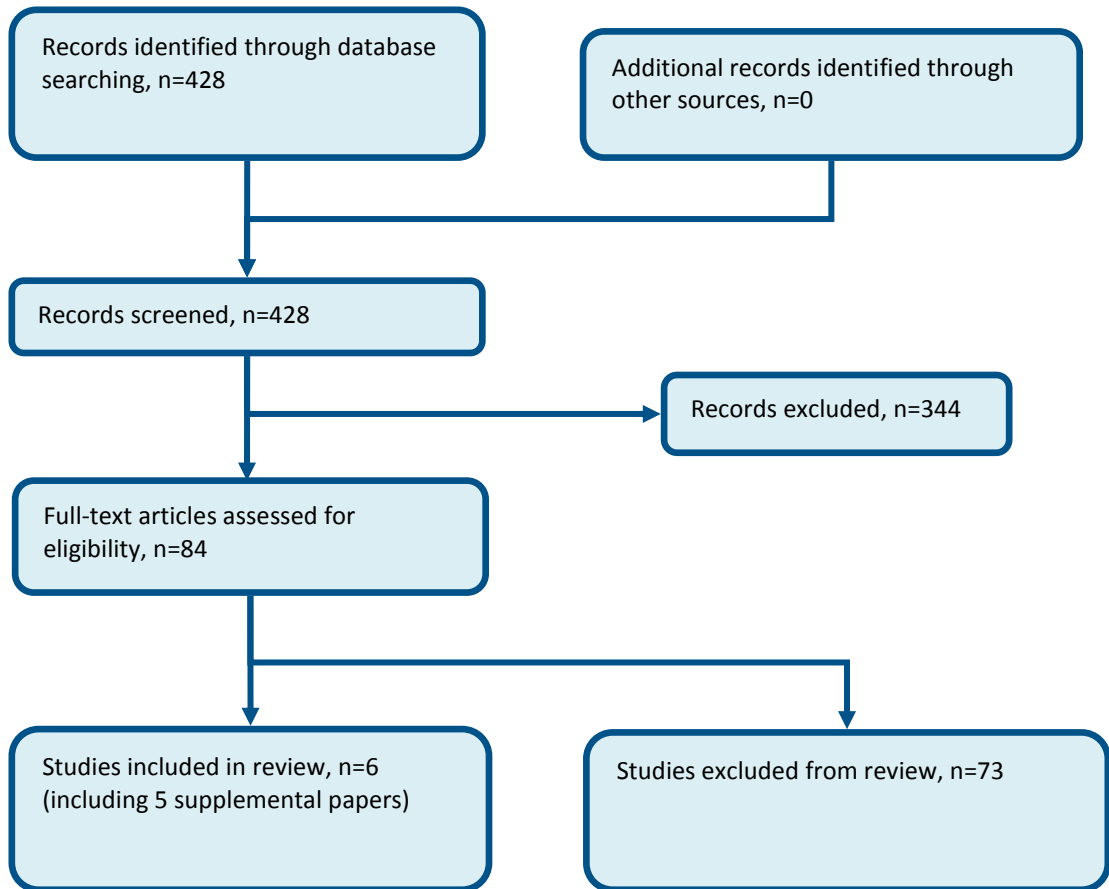 Records identified through database
searching, n=428
Additional records identified through
other sources, n=0
Records screened, n=428
Records excluded, n=344
Full-text articles assessed for
eligibility, n=84
Studies included in review, n=6
(including 5 supplemental papers)
Studies excluded from review, n=73